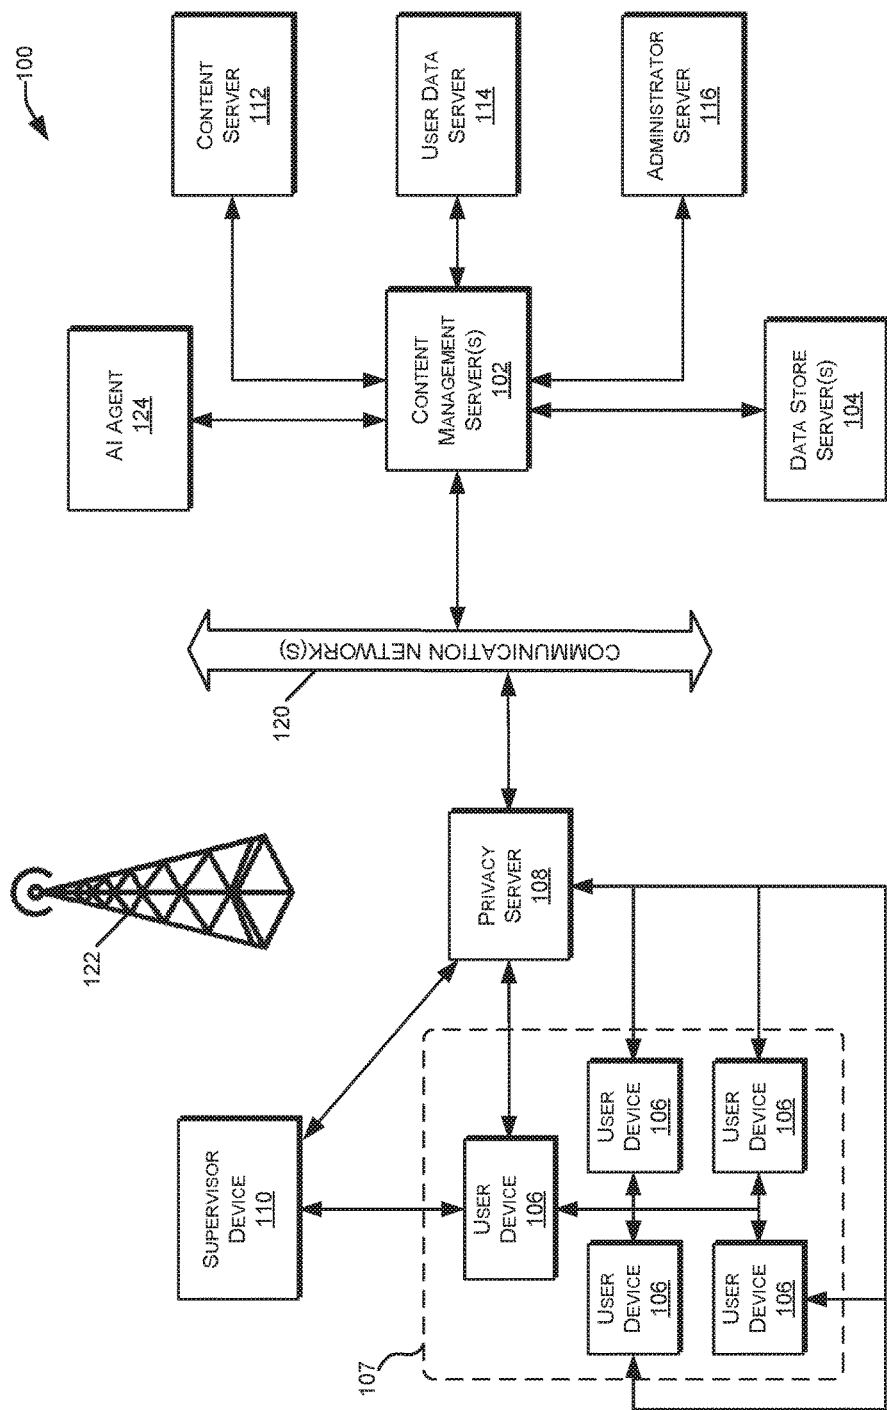 100
CONTENT
SERVER
112
USER DATA
SERVER
114
ADMINISTRATOR
SERVER
116
AI AGENT
124
CONTENT
MANAGEMENT
SERVER(S)
102
DATA STORE
SERVER(S)
104
COMMUNICATION NETWORK(S)
120
122
PRIVACY
SERVER
108
SUPERVISOR
DEVICE
110
USER
DEVICE
106
USER
DEVICE
106
USER
DEVICE
106
USER
DEVICE
106
USER
DEVICE
106
107